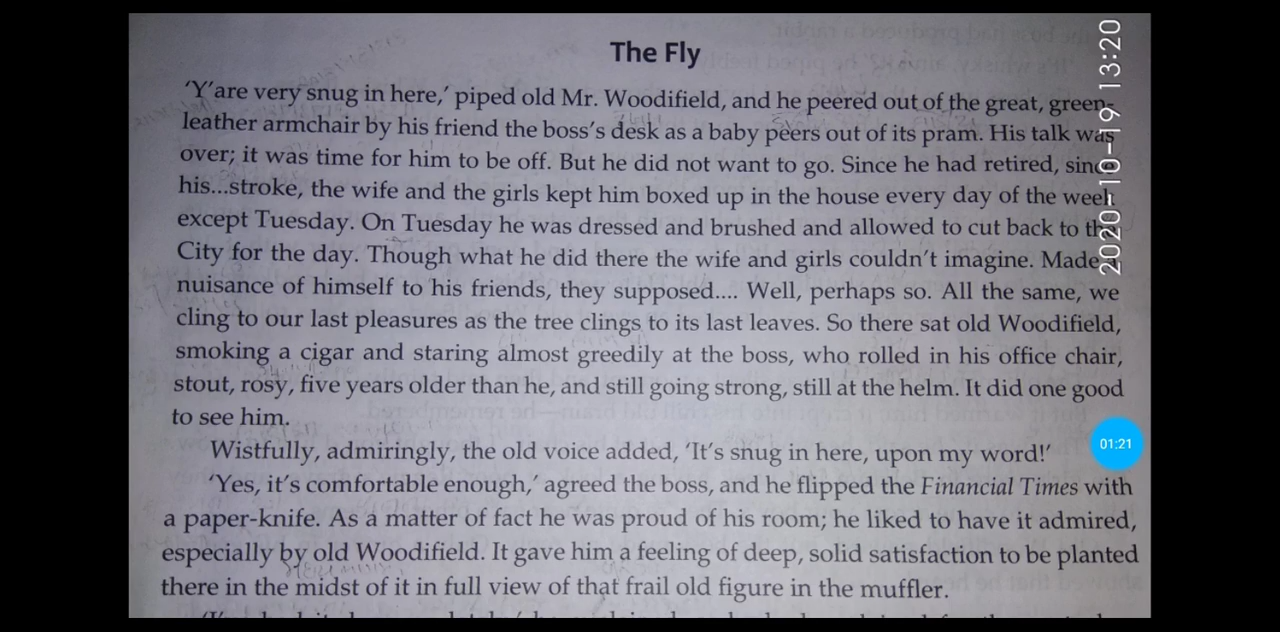 The Fly
'Y'are very snug in here,' piped old Mr. Woodifield, and he peered out of the great, green-
leather armchair by his friend the boss's desk as a baby peers out of its pram. His talk was
over; it was time for him to be off. But he did not want to go. Since he had retired, since
his...stroke, the wife and the girls kept him boxed up in the house every day of the week
except Tuesday. On Tuesday he was dressed and brushed and allowed to cut back to the
City for the day. Though what he did there the wife and girls couldn't imagine. Made a
nuisance of himself to his friends, they supposed.... Well, perhaps so. All the same, we
cling to our last pleasures as the tree clings to its last leaves. So there sat old Woodifield,
smoking a cigar and staring almost greedily at the boss, who rolled in his office chair,
stout, rosy, five years older than he, and still going strong, still at the helm. It did one good
to see him.
Wistfully, admiringly, the old voice added, 'It's snug in here, upon my word!'
'Yes, it's comfortable enough,' agreed the boss, and he flipped the Financial Times with
a paper-knife. As a matter of fact he was proud of his room; he liked to have it admired,
especially by old Woodifield. It gave him a feeling of deep, solid satisfaction to be planted
there in the midst of it in full view of that frail old figure in the muffler.
2020-10-19 13:20
01:21